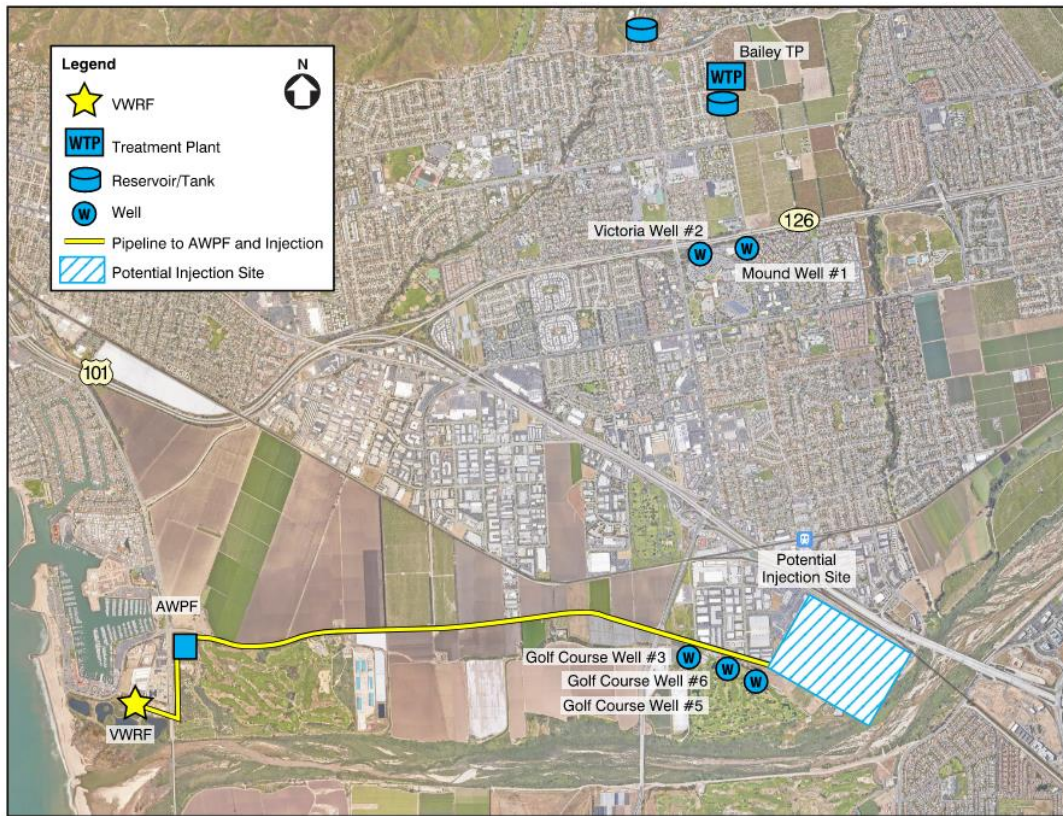 Legend
N
VWRF
WTP
Treatment Plant
Reservoir/Tank
W
Well
Pipeline to AWPF and Injection
Potential Injection Site
Bailey TP
WTP
126
Victoria Well #2
W
W
Mound Well #1
101
Potential
Injection Site
AWPF
Golf Course Well #3
W
Golf Course Well #6
W
W
Golf Course Well #5
VWRF